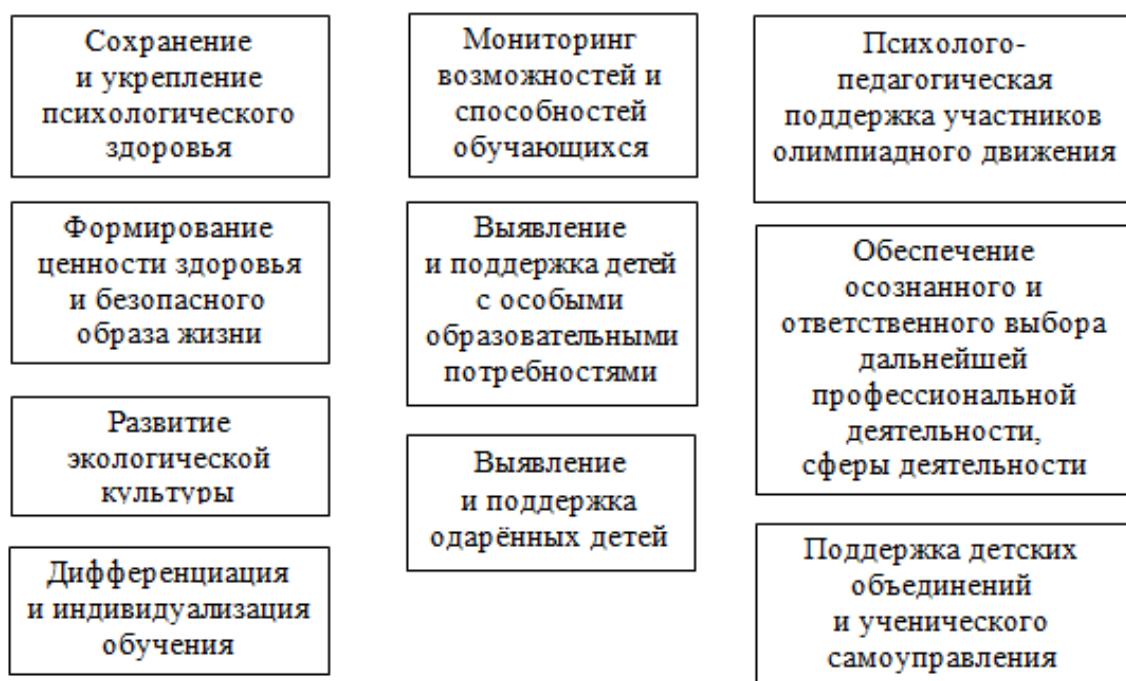 Сохранение
и укрепление
психологического
здоровья
Формирование
ценности здоровья
и безопасного
образа жизни
Развитие
экологической
культуры
Дифференциация
и индивидуализация
обучения
Мониторинг
возможностей и
способностей
обучающихся
Выявление
и поддержка детей
с особыми
образовательными
потребностями
Выявление
и поддержка
одарённых детей
Психолого-
педагогическая
поддержка участников
олимпиадного движения
Обеспечение
осознанного и
ответственного выбора
дальнейшей
профессиональной
деятельности,
сферы деятельности
Поддержка детских
объединений
и ученического
самоуправления